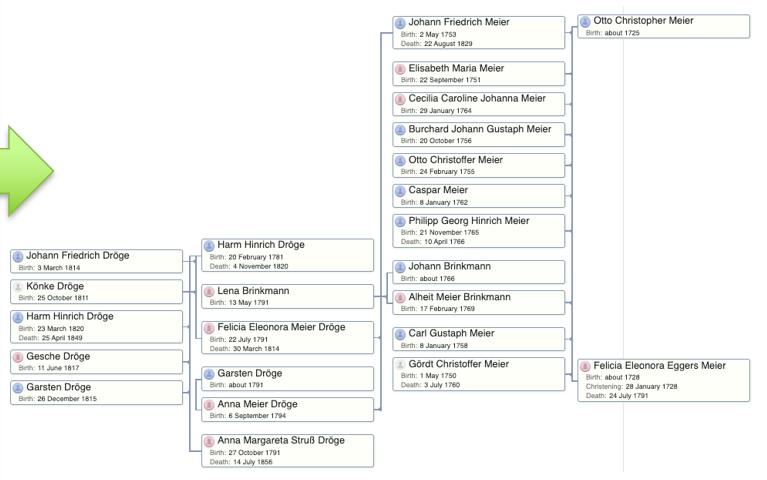 Johann Friedrich Dröge
Birth: 3 March 1814
Könke Dröge
Birth: 25 October 1811
Harm Hinrich Dröge
Birth: 23 March 1820
Death: 25 April 1849
Gesche Dröge
Birth: 11 June 1817
Garsten Dröge
Birth: 26 December 1815
Harm Hinrich Dröge
Birth: 20 February 1781
Death: 4 November 1820
Lena Brinkmann
Birth: 13 May 1791
Felicia Eleonora Meier Dröge
Birth: 22 July 1791
Death: 30 March 1814
Garsten Dröge
Birth: about 1791
Anna Meier Dröge
Birth: 6 September 1794
Anna Margareta Struß Dröge
Birth: 27 October 1791
Death: 14 July 1856
Johann Friedrich Meier
Birth: 2 May 1753
Death: 22 August 1829
Elisabeth Maria Meier
Birth: 22 September 1751
Cecilia Caroline Johanna Meier
Birth: 29 January 1764
Burchard Johann Gustaph Meier
Birth: 20 October 1756
Otto Christoffer Meier
Birth: 24 February 1755
Caspar Meier
Birth: 8 January 1762
Philipp Georg Hinrich Meier
Birth: 21 November 1765
Death: 10 April 1766
Johann Brinkmann
Birth: about 1766
Alheit Meier Brinkmann
Birth: 17 February 1769
Carl Gustaph Meier
Birth: 8 January 1758
Gördt Christoffer Meier
Birth: 1 May 1750
Death: 3 July 1760
Otto Christopher Meier
Birth: about 1725
Felicia Eleonora Eggers Meier
Birth: about 1728
Christening: 28 January 1728
Death: 24 July 1791